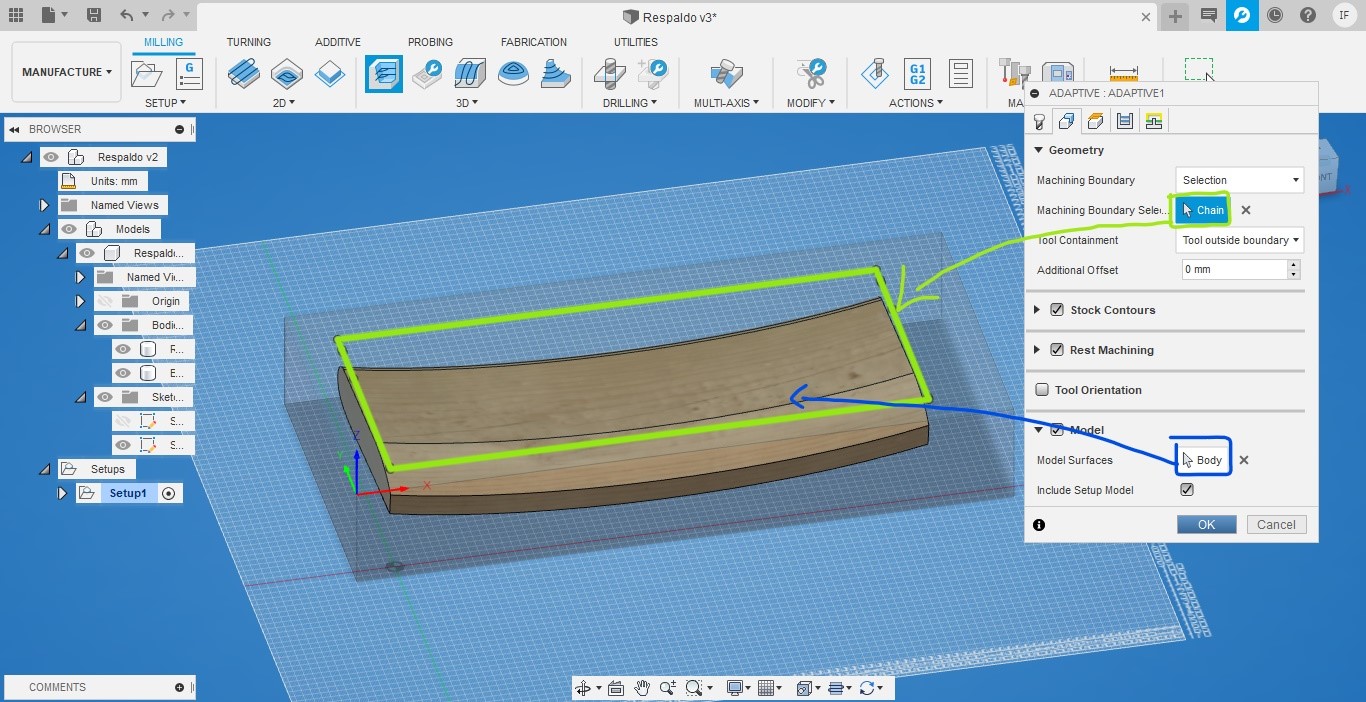 Respaldo v3*
IF
MANUFACTURE
MILLING TURNING ADDITIVE PROBING FABRICATION UTILITIES
G
G1
G2
SETUP 2D 3D DRILLING MULTI-AXIS MODIFY ACTIONS MA
BROWSER
Respaldo v2
Units: mm
Named Views
Models
Respaldi...
Named Vi...
Origin
Bodi...
F...
E...
Sket...
S...
S...
Setups
Setup1
Z
Y
X
ADAPTIVE : ADAPTIVE1
Geometry
Machining Boundary Selection
Machining Boundary Selec... Chain
Tool Containment Tool outside boundary
Additional Offset 0 mm
Stock Contours
Rest Machining
Tool Orientation
Model
Model Surfaces Body
Include Setup Model
OK Cancel
COMMENTS